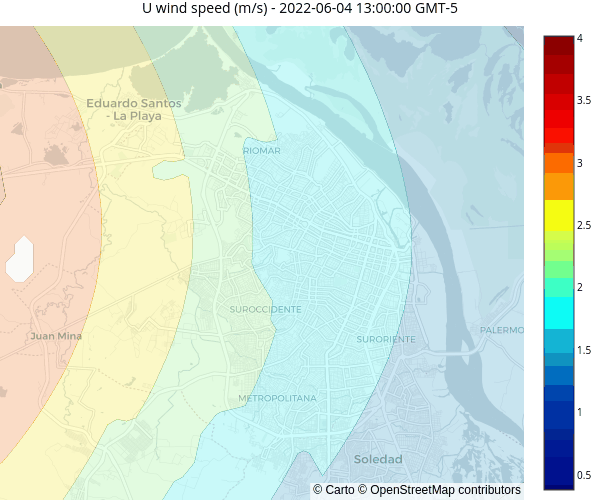 U wind speed (m/s) - 2022-06-04 13:00:00 GMT-5
4
3.5
3
2.5
2
1.5
1
0.5
Eduardo Santos
- La Playa
RIOMAR
SUROCCIDENTE
Juan Mina
SURORIENTE
PALERMO
METROPOLITANA
Soledad
© Carto © OpenStreetMap contributors